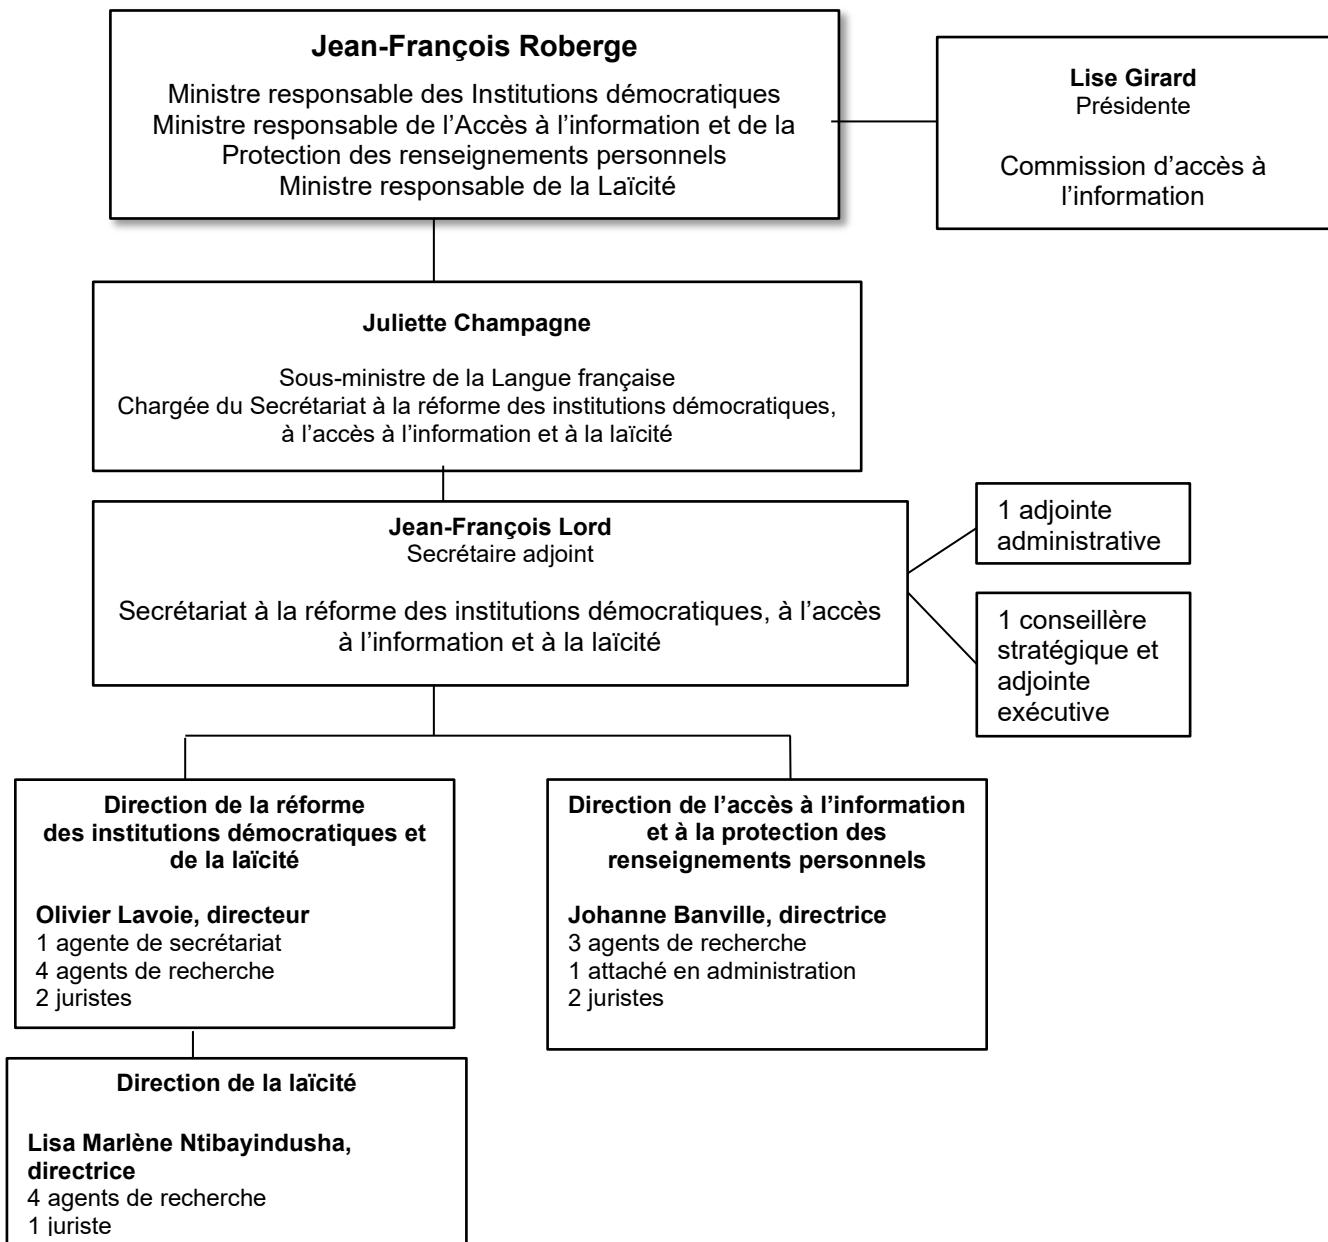 Jean-François Roberge
Ministre responsable des Institutions démocratiques
Ministre responsable de l’Accès à l’information et de la
Protection des renseignements personnels
Ministre responsable de la Laïcité
Lise Girard
Présidente
Commission d’accès à
l’information
Juliette Champagne
Sous-ministre de la Langue française
Chargée du Secrétariat à la réforme des institutions démocratiques,
à l’accès à l’information et à la laïcité
Jean-François Lord
Secrétaire adjoint
Secrétariat à la réforme des institutions démocratiques, à l’accès
à l’information et à la laïcité
1 adjointe
administrative
1 conseillère
stratégique et
adjointe
exécutive
Direction de la réforme
des institutions démocratiques et
de la laïcité
Olivier Lavoie, directeur
1 agente de secrétariat
4 agents de recherche
2 juristes
Direction de l’accès à l’information
et à la protection des
renseignements personnels
Johanne Banville, directrice
3 agents de recherche
1 attaché en administration
2 juristes
Direction de la laïcité
Lisa Marlène Ntibayindusha,
directrice
4 agents de recherche
1 juriste